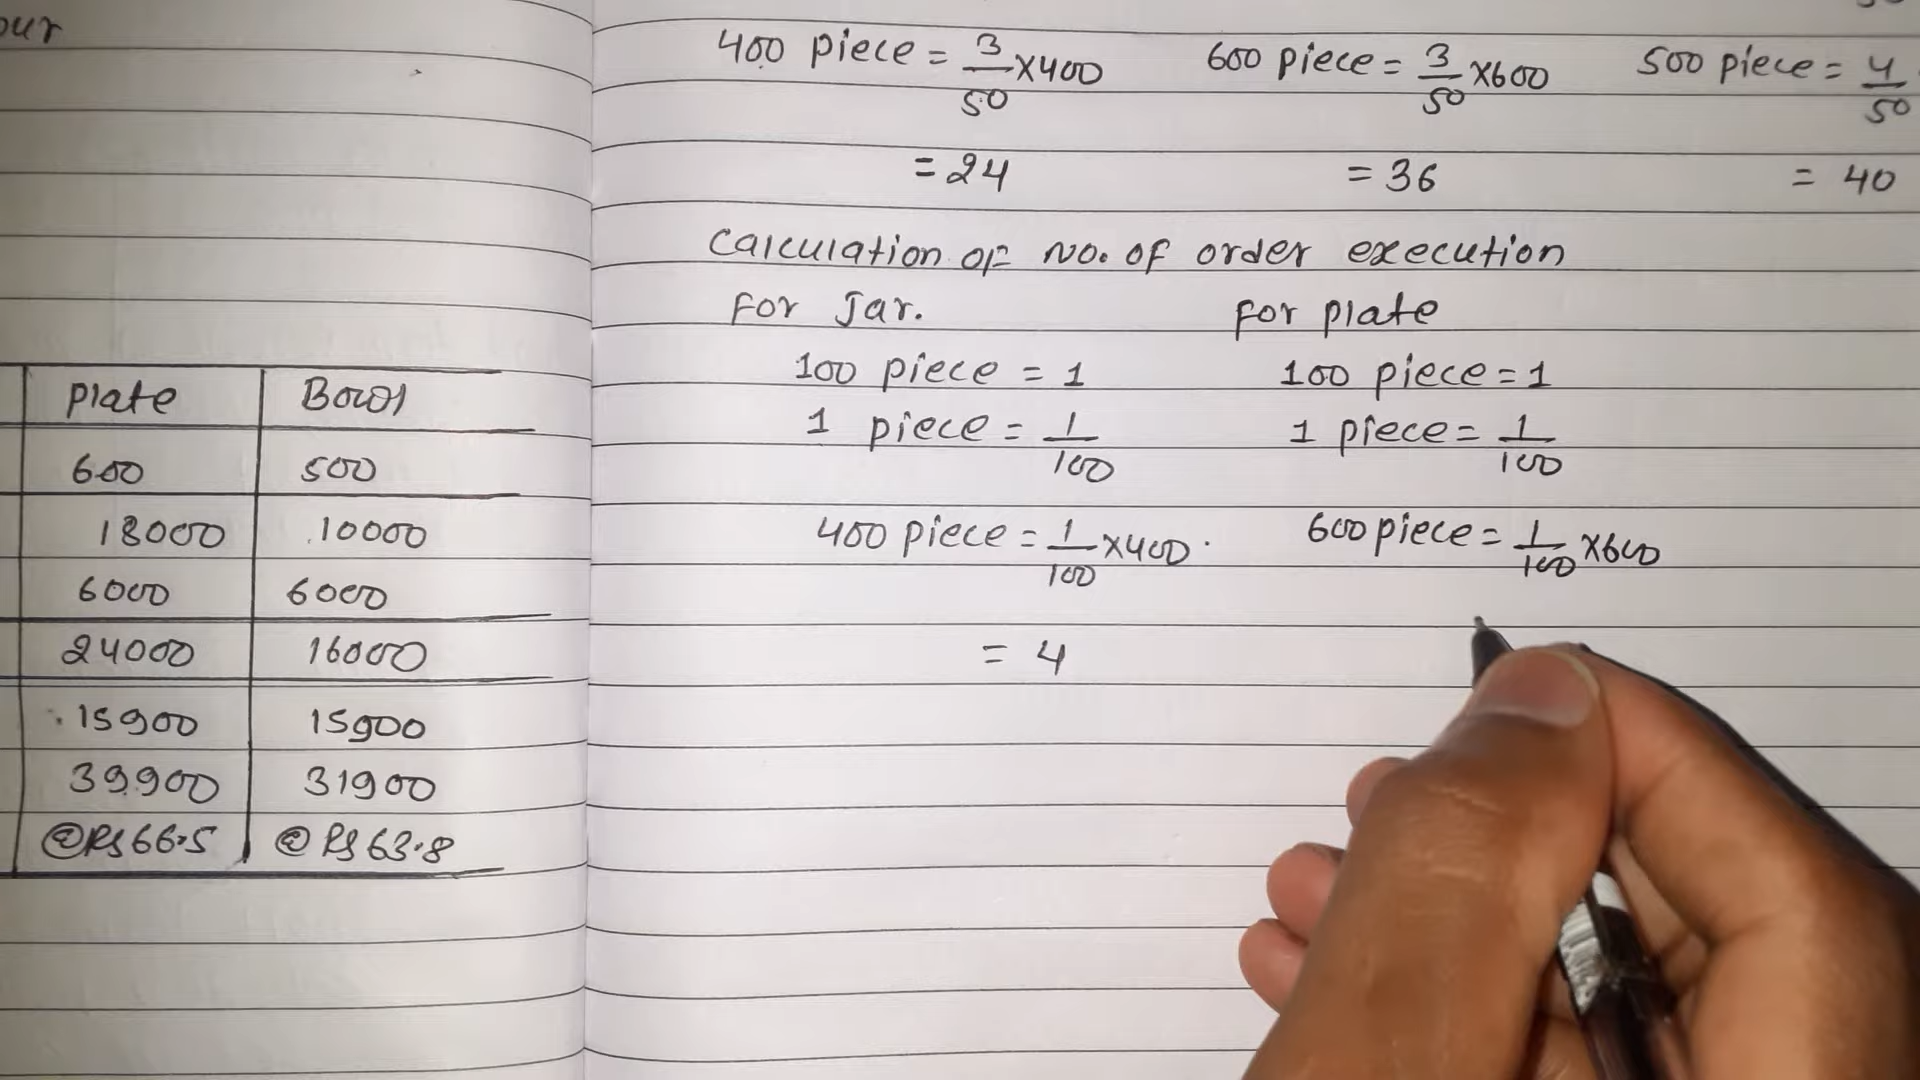 our
Plate Bowl
600 500
18000 10000
6000 6000
24000 16000
15900 15900
39900 31900
@Rs 66.5 @ Rs 63.8
400 piece = 3/50 x400 600 piece = 3/50 x600 500 piece = 4/50
= 24 = 36 = 40
Calculation of No. of order execution
For Jar. For plate
100 piece = 1 100 piece = 1
1 piece = 1/100 1 piece = 1/100
400 piece = 1/100 x400 600 piece = 1/100 x600
= 4